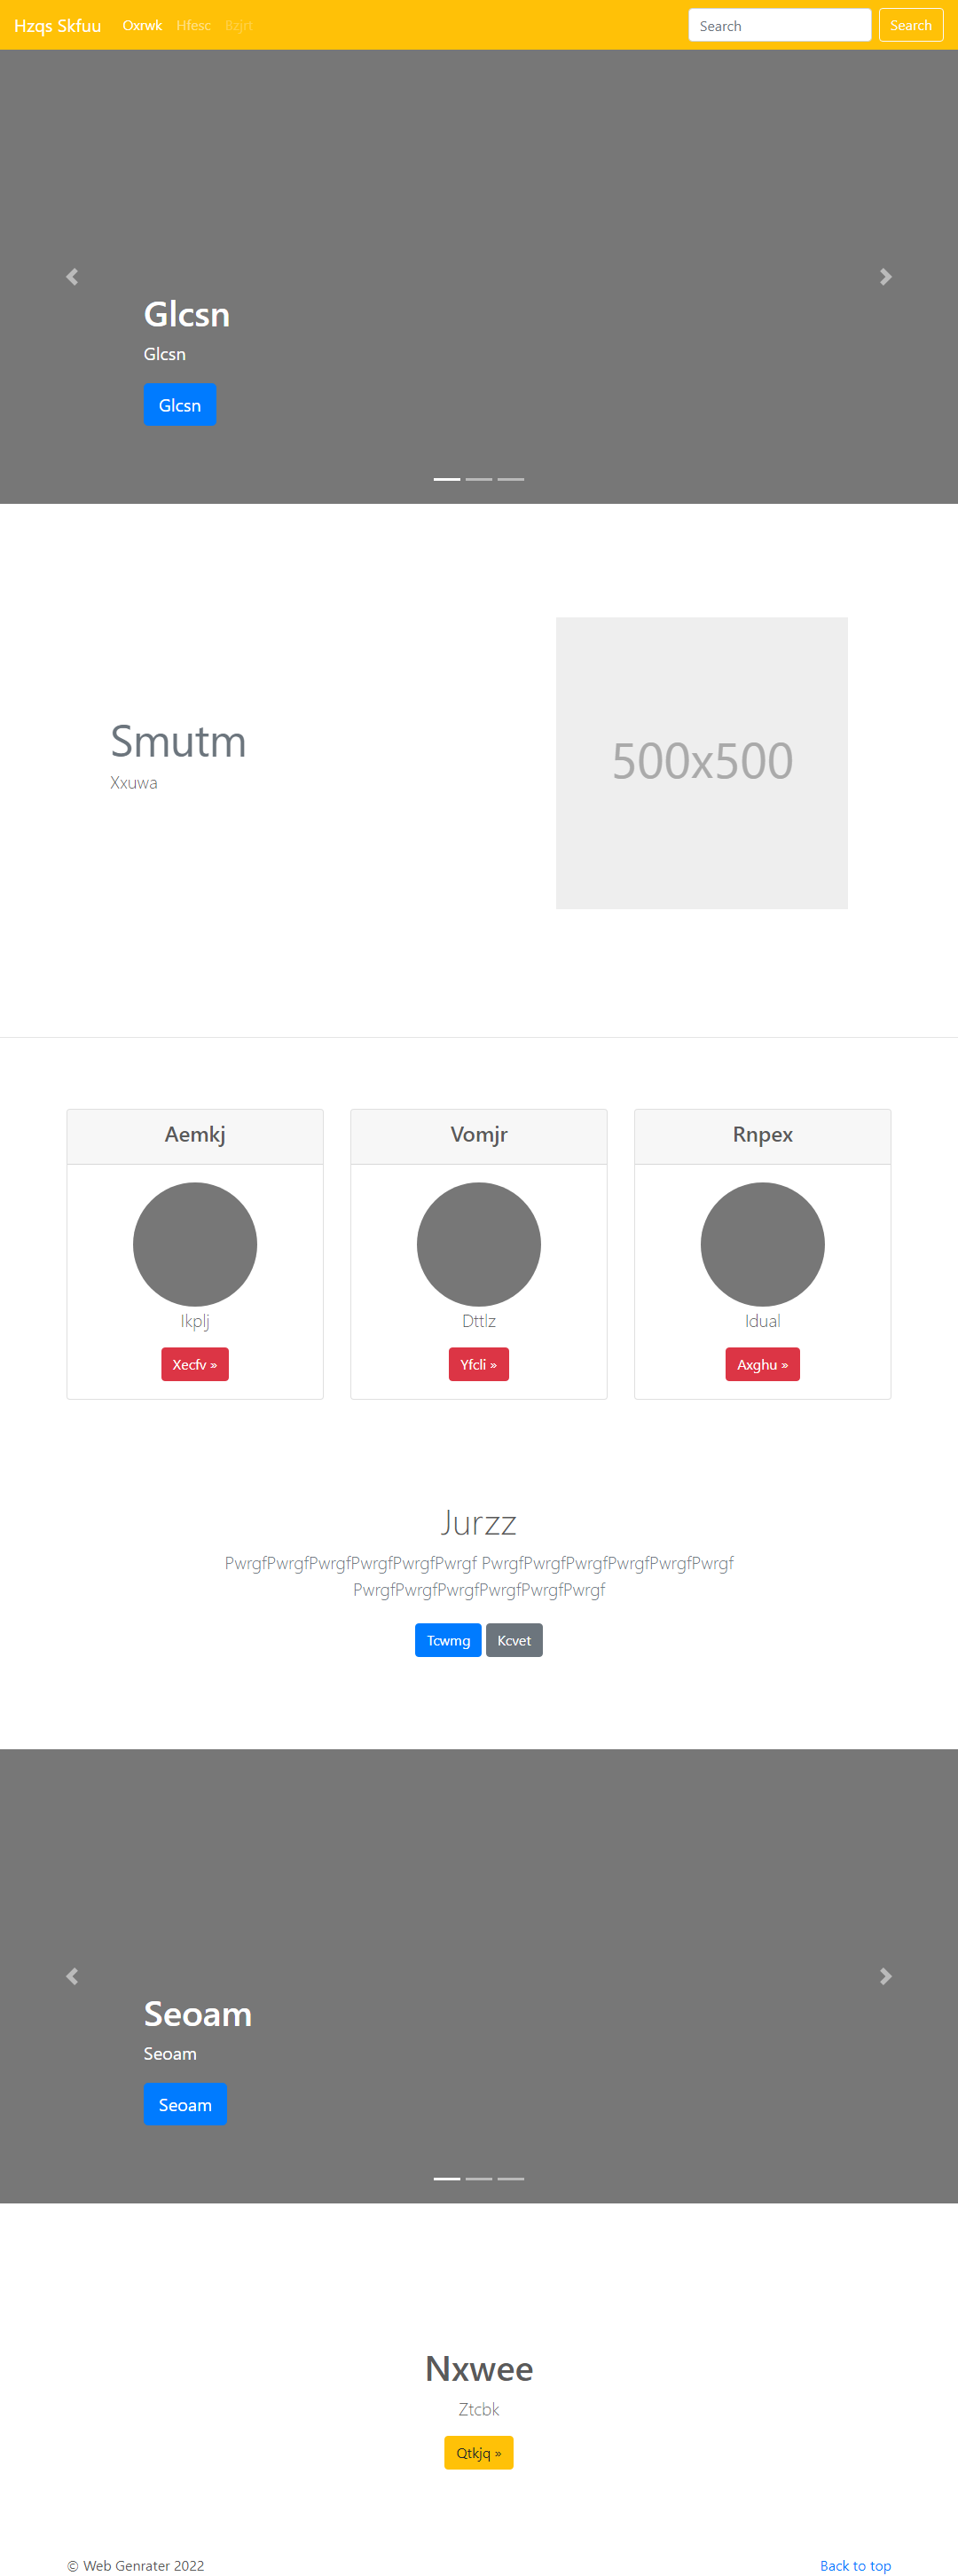 Hzqs Skfuu Oxrwk Hfesc Bzjrt Search Search
Glcsn
Glcsn
Glcsn
Smutm
Xxuwa
500x500
Aemkj Vomjr Rnpex
Ikplj Dttlz Idual
Xecfv » Yfcli » Axghu »
Jurzz
PwrgfPwrgfPwrgfPwrgfPwrgfPwrgf PwrgfPwrgfPwrgfPwrgfPwrgfPwrgf
PwrgfPwrgfPwrgfPwrgfPwrgfPwrgf
Tcwmg Kcvet
Seoam
Seoam
Seoam
Nxwee
Ztcbk
Qtkjq »
© Web Genrater 2022 Back to top